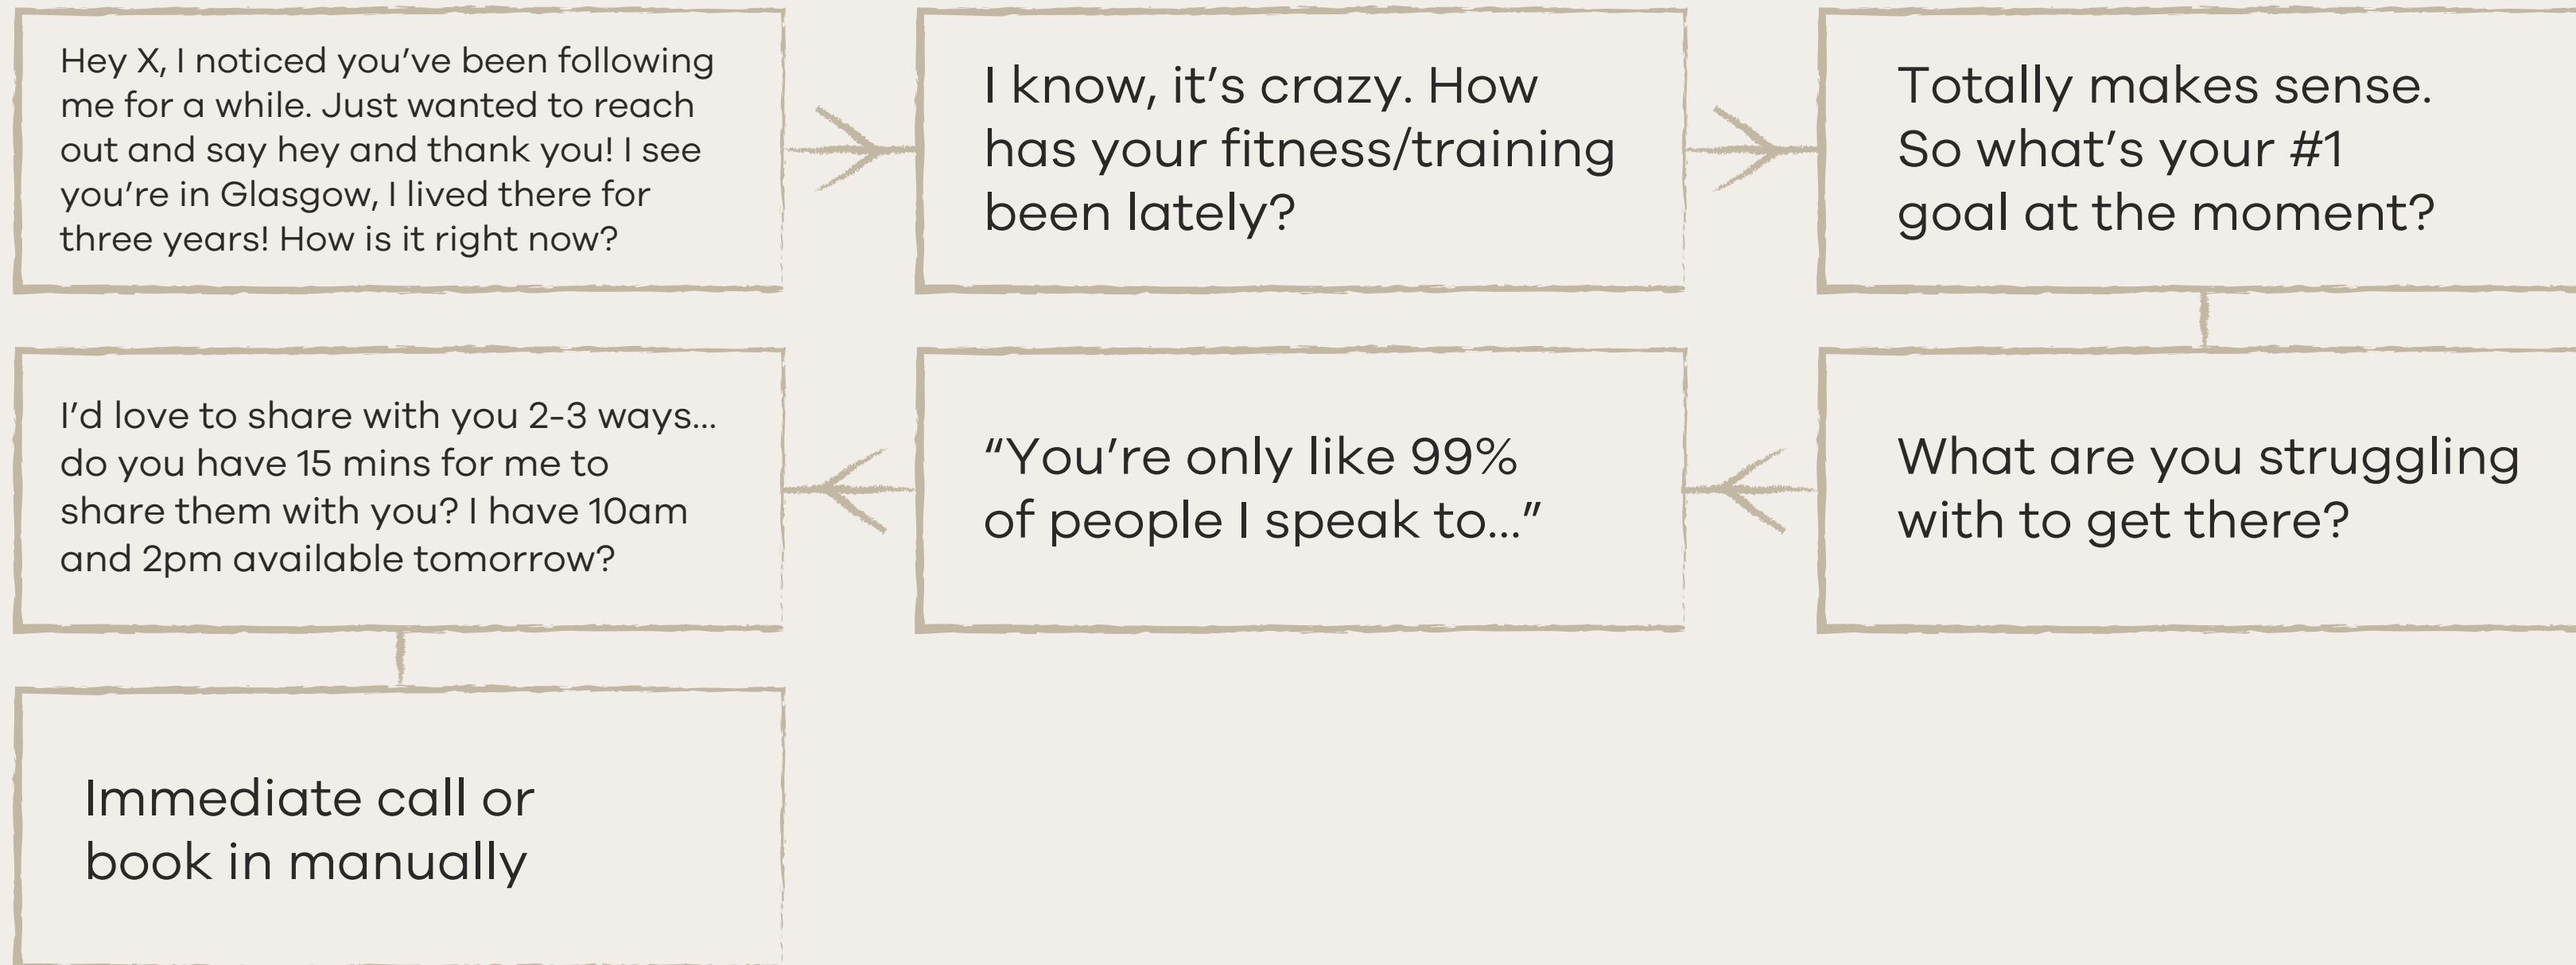 Hey X, I noticed you’ve been following
me for a while. Just wanted to reach
out and say hey and thank you! I see
you’re in Glasgow, I lived there for
three years! How is it right now?
I know, it’s crazy. How
has your fitness/training
been lately?
Totally makes sense.
So what’s your #1
goal at the moment?
What are you struggling
with to get there?
“You’re only like 99%
of people I speak to...”
I’d love to share with you 2-3 ways...
do you have 15 mins for me to
share them with you? I have 10am
and 2pm available tomorrow?
Immediate call or
book in manually